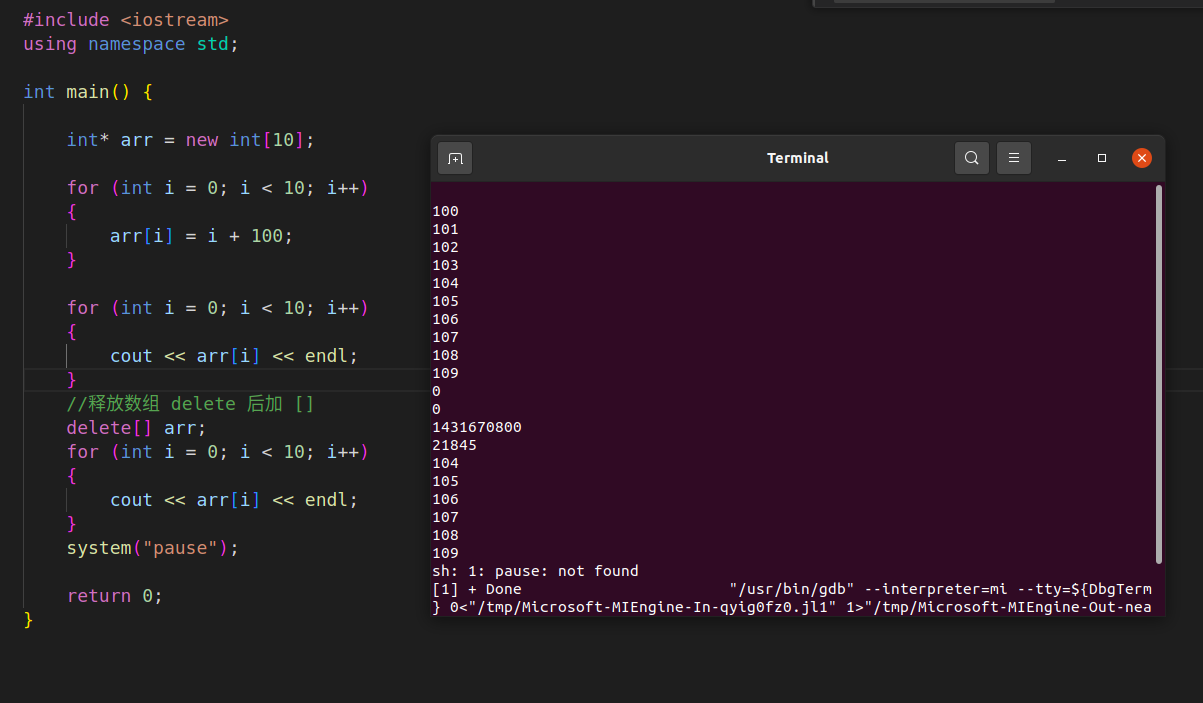 #include <iostream>
using namespace std;
int main() {
int* arr = new int[10];
for (int i = 0; i < 10; i++)
{
arr[i] = i + 100;
}
for (int i = 0; i < 10; i++)
{
cout << arr[i] << endl;
}
//释放数组 delete 后加 []
delete[] arr;
for (int i = 0; i < 10; i++)
{
cout << arr[i] << endl;
}
system("pause");
return 0;
}
Terminal
100
101
102
103
104
105
106
107
108
109
0
0
1431670800
21845
104
105
106
107
108
109
sh: 1: pause: not found
[1] + Done "/usr/bin/gdb" --interpreter=mi --tty=${DbgTerm
} 0<"/tmp/Microsoft-MIEngine-In-qyig0fz0.jl1" 1>"/tmp/Microsoft-MIEngine-Out-nea